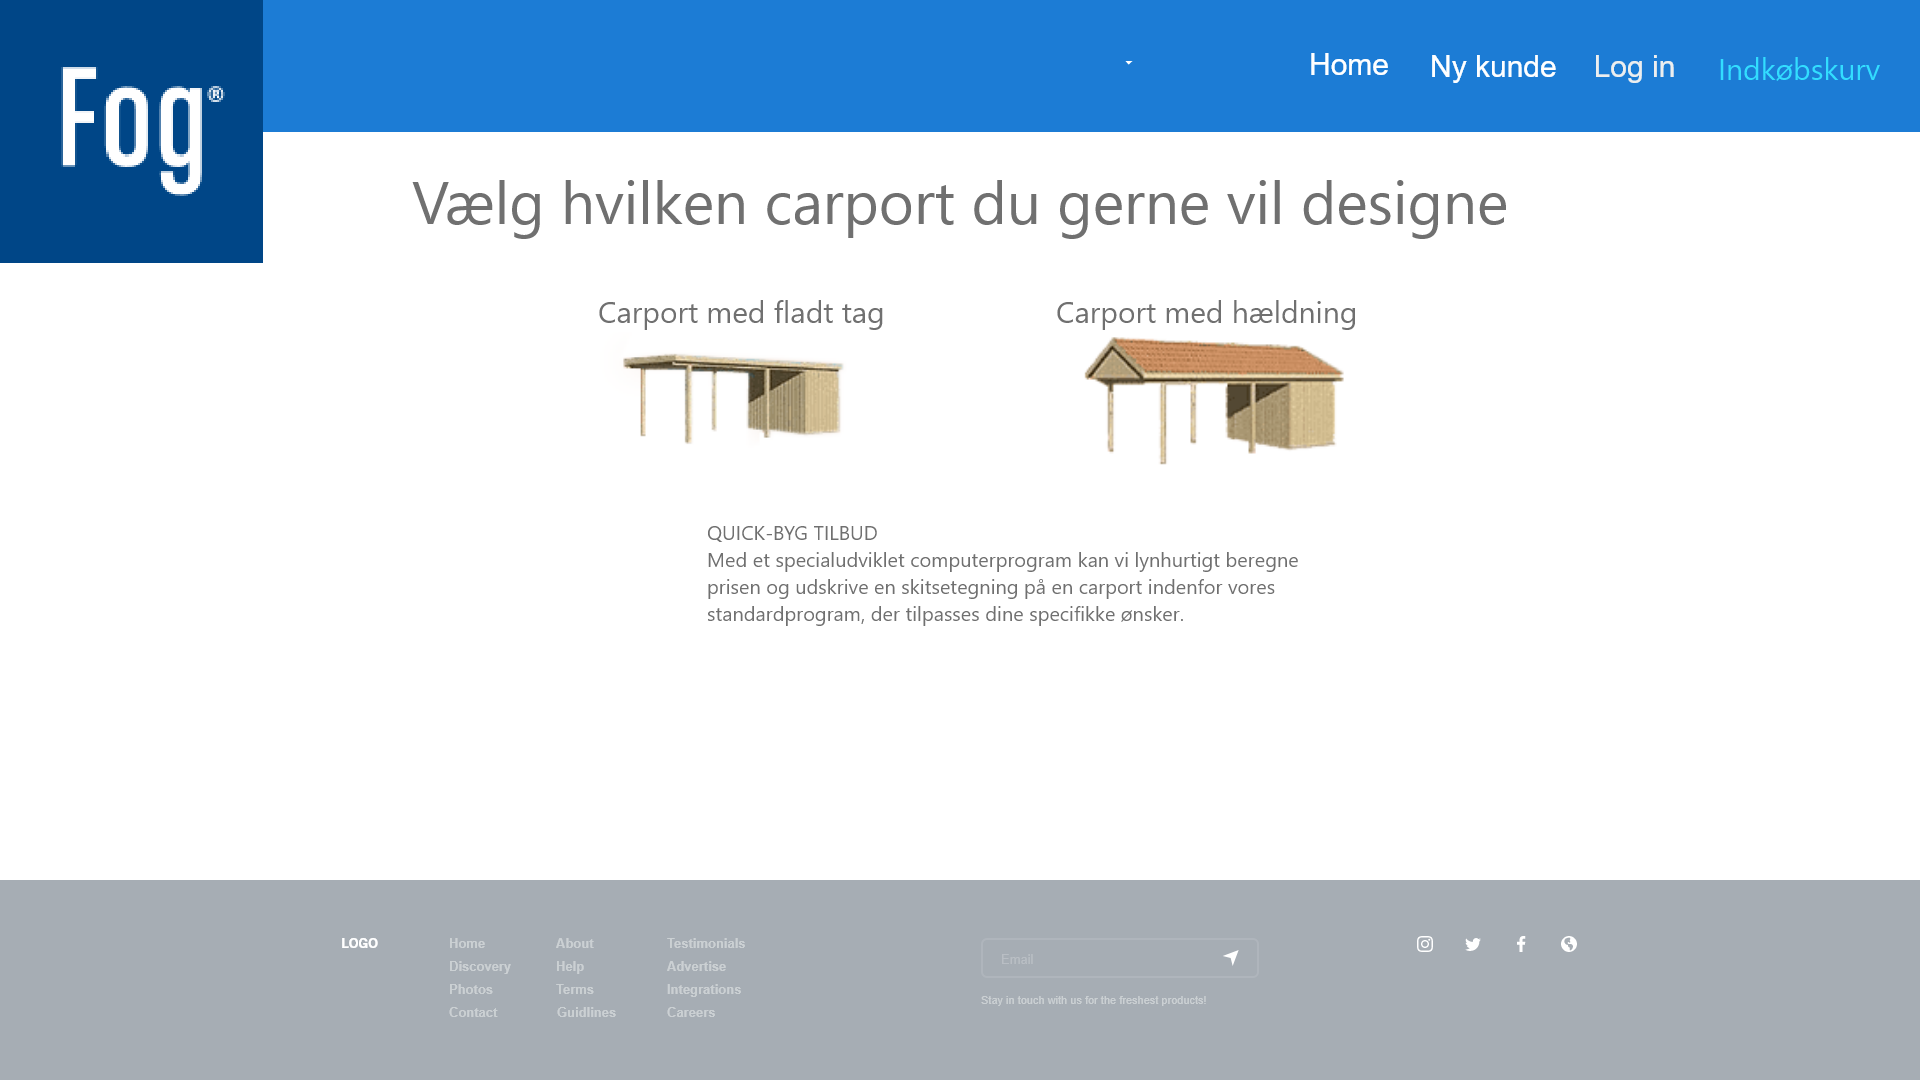 Fog®
Home Ny kunde Log in Indkøbskurv
Vælg hvilken carport du gerne vil designe
Carport med fladt tag
Carport med hældning
QUICK-BYG TILBUD
Med et specialudviklet computerprogram kan vi lynhurtigt beregne
prisen og udskrive en skitsetegning på en carport indenfor vores
standardprogram, der tilpasses dine specifikke ønsker.
LOGO
Home
Discovery
Photos
Contact
About
Help
Terms
Guidlines
Testimonials
Advertise
Integrations
Careers
Email
Stay in touch with us for the freshest products!